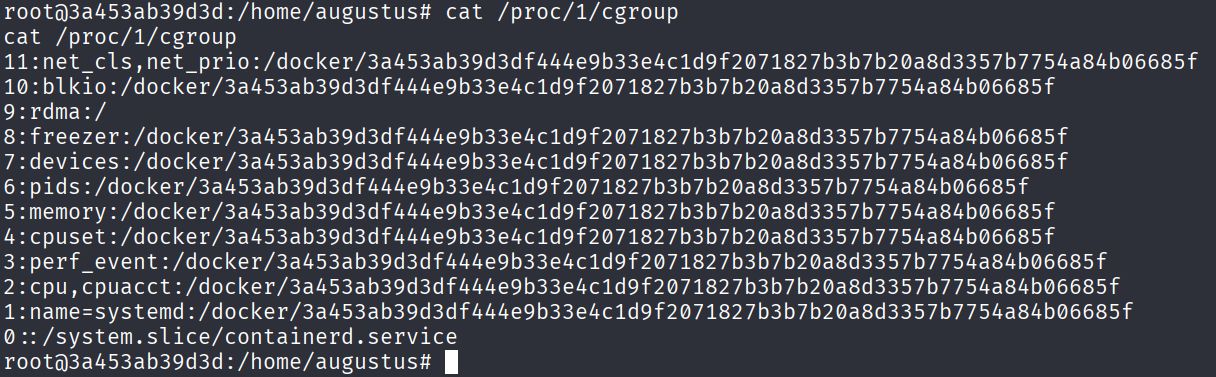 root@3a453ab39d3d:/home/augustus# cat /proc/1/cgroup
cat /proc/1/cgroup
11:net_cls,net_prio:/docker/3a453ab39d3df444e9b33e4c1d9f2071827b3b7b20a8d3357b7754a84b06685f
10:blkio:/docker/3a453ab39d3df444e9b33e4c1d9f2071827b3b7b20a8d3357b7754a84b06685f
9:rdma:/
8:freezer:/docker/3a453ab39d3df444e9b33e4c1d9f2071827b3b7b20a8d3357b7754a84b06685f
7:devices:/docker/3a453ab39d3df444e9b33e4c1d9f2071827b3b7b20a8d3357b7754a84b06685f
6:pids:/docker/3a453ab39d3df444e9b33e4c1d9f2071827b3b7b20a8d3357b7754a84b06685f
5:memory:/docker/3a453ab39d3df444e9b33e4c1d9f2071827b3b7b20a8d3357b7754a84b06685f
4:cpuset:/docker/3a453ab39d3df444e9b33e4c1d9f2071827b3b7b20a8d3357b7754a84b06685f
3:perf_event:/docker/3a453ab39d3df444e9b33e4c1d9f2071827b3b7b20a8d3357b7754a84b06685f
2:cpu,cpuacct:/docker/3a453ab39d3df444e9b33e4c1d9f2071827b3b7b20a8d3357b7754a84b06685f
1:name=systemd:/docker/3a453ab39d3df444e9b33e4c1d9f2071827b3b7b20a8d3357b7754a84b06685f
0::/system.slice/containerd.service
root@3a453ab39d3d:/home/augustus#